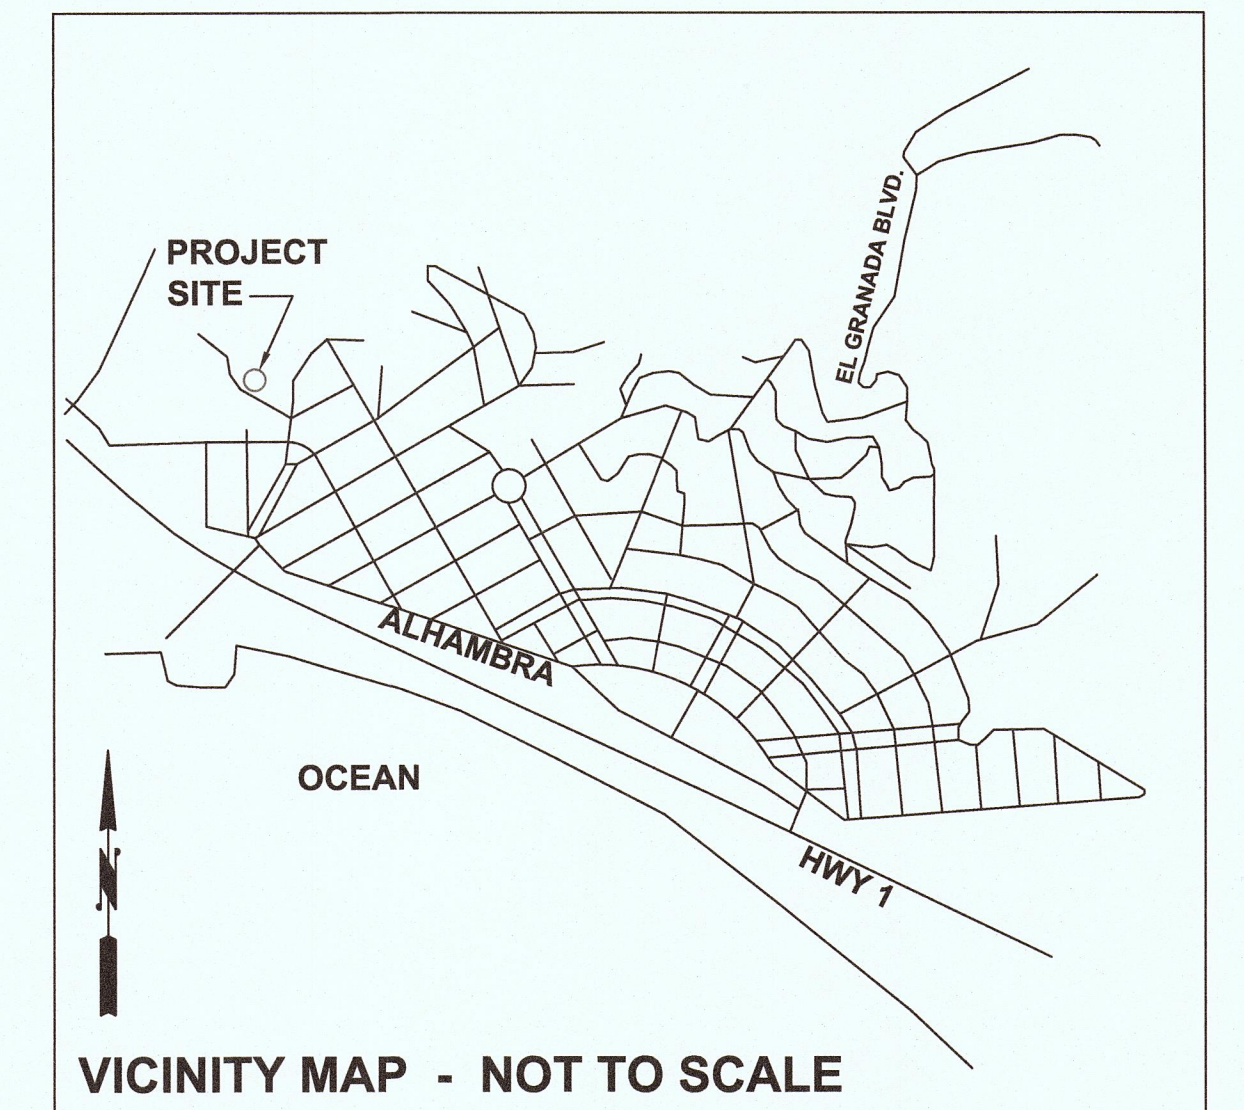 EL GRANADA BLVD.
PROJECT
SITE
ALHAMBRA
OCEAN
HWY 1
N
VICINITY MAP - NOT TO SCALE